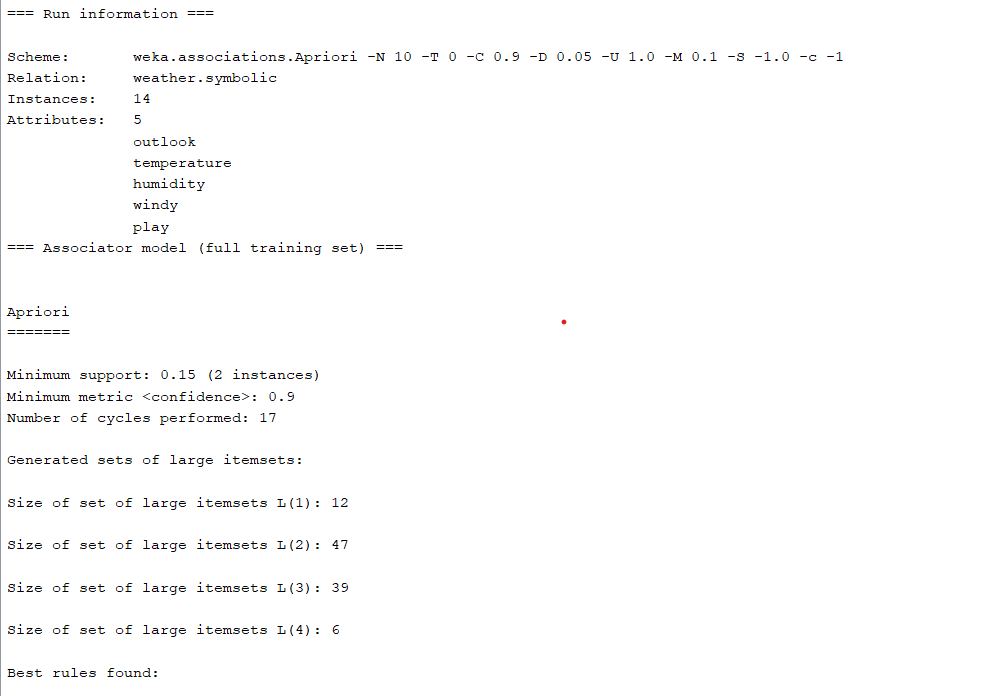 === Run information ===
Scheme: weka.associations.Apriori -N 10 -T 0 -C 0.9 -D 0.05 -U 1.0 -M 0.1 -S -1.0 -c -1
Relation: weather.symbolic
Instances: 14
Attributes: 5
outlook
temperature
humidity
windy
play
=== Associator model (full training set) ===
Apriori
=======
Minimum support: 0.15 (2 instances)
Minimum metric <confidence>: 0.9
Number of cycles performed: 17
Generated sets of large itemsets:
Size of set of large itemsets L(1): 12
Size of set of large itemsets L(2): 47
Size of set of large itemsets L(3): 39
Size of set of large itemsets L(4): 6
Best rules found: